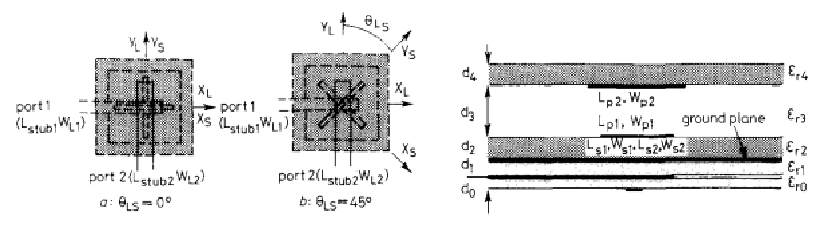 Y_L Y_S
X_L
X_S
port 1
(L_stub1 W_L1)
port 2 (L_stub2 W_L2)
a: θ_LS = 0°
Y_L
θ_LS
Y_S
X_L
X_S
port 1
(L_stub1 W_L1)
port 2 (L_stub2 W_L2)
b: θ_LS = 45°
d_4
ε_r4
L_p2, W_p2
d_3
ε_r3
L_p1, W_p1
ground plane
d_2
L_s1, W_s1, L_s2, W_s2
ε_r2
d_1
ε_r1
d_0
ε_r0